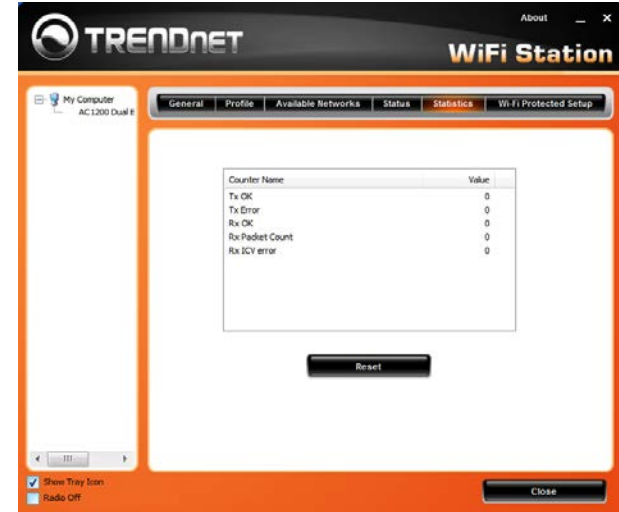 About
TRENDnet
WiFi Station
My Computer
AC1200 Dual
General Profile Available Networks Status Statistics Wi-Fi Protected Setup
Counter Name Value
Tx OK 0
Tx Error 0
Rx OK 0
Rx Packet Count 0
Rx ICV error 0
Reset
Show Tray Icon
Radio Off
Close